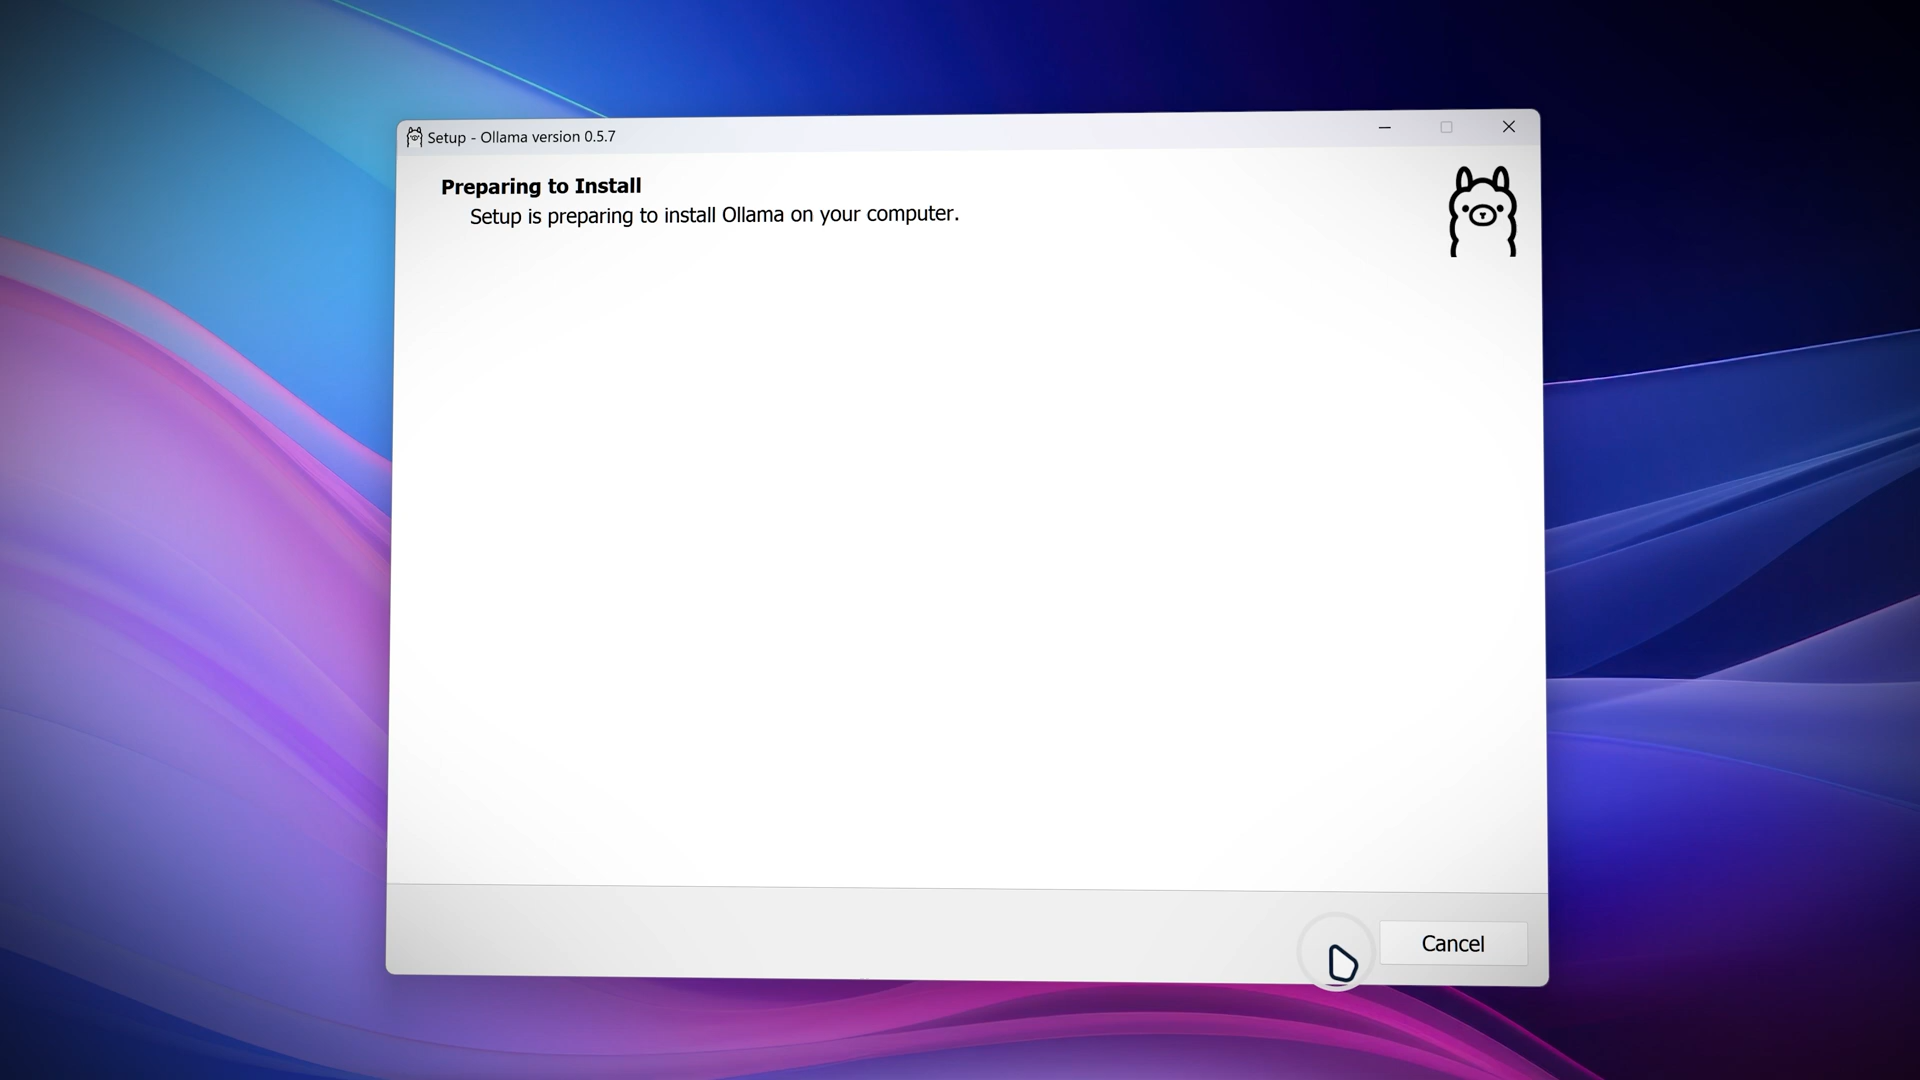 Setup - Ollama version 0.5.7
Preparing to Install
Setup is preparing to install Ollama on your computer.
Cancel